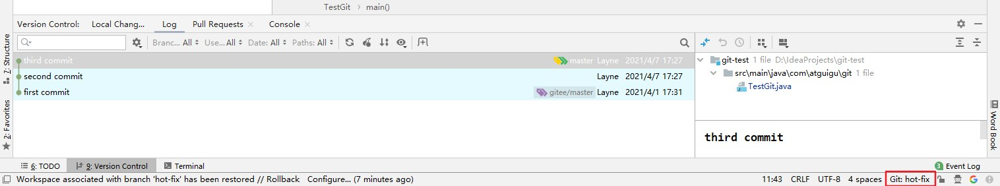 TestGit › main()
Version Control: Local Chang... Log Pull Requests × Console ×
Branc... All Use... All Date: All Paths: All
third commit master Layne 2021/4/7 17:27
second commit Layne 2021/4/7 17:27
first commit gitee/master Layne 2021/4/1 17:31
git-test 1 file D:\IdeaProjects\git-test
src\main\java\com\atguigu\git 1 file
TestGit.java
third commit
7: Structure
2: Favorites
Word Book
6: TODO 9: Version Control Terminal 3 Event Log
Workspace associated with branch 'hot-fix' has been restored // Rollback Configure... (7 minutes ago) 11:43 CRLF UTF-8 4 spaces Git: hot-fix